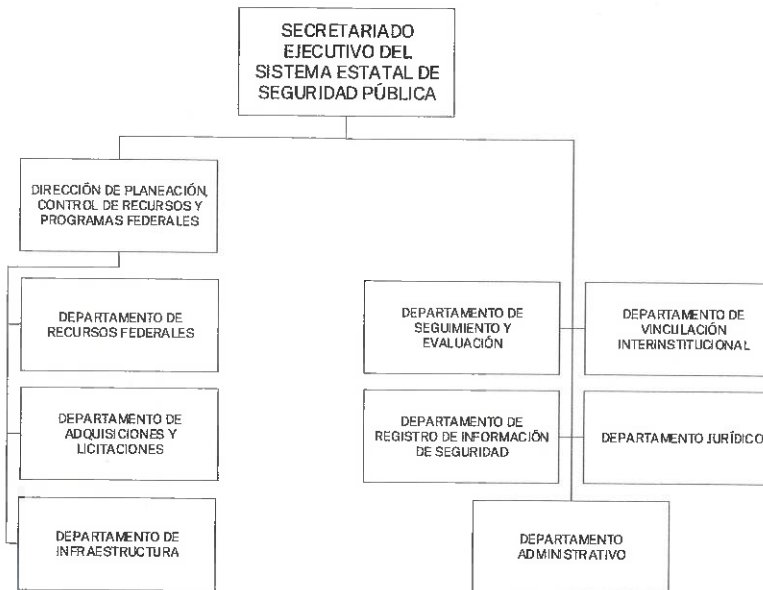 SECRETARIADO
EJECUTIVO DEL
SISTEMA ESTATAL DE
SEGURIDAD PÚBLICA
DIRECCIÓN DE PLANEACIÓN,
CONTROL DE RECURSOS Y
PROGRAMAS FEDERALES
DEPARTAMENTO DE
RECURSOS FEDERALES
DEPARTAMENTO DE
ADQUISICIONES Y
LICITACIONES
DEPARTAMENTO DE
INFRAESTRUCTURA
DEPARTAMENTO DE
SEGUIMIENTO Y
EVALUACIÓN
DEPARTAMENTO DE
VINCULACIÓN
INTERINSTITUCIONAL
DEPARTAMENTO DE
REGISTRO DE INFORMACIÓN
DE SEGURIDAD
DEPARTAMENTO JURÍDICO
DEPARTAMENTO
ADMINISTRATIVO